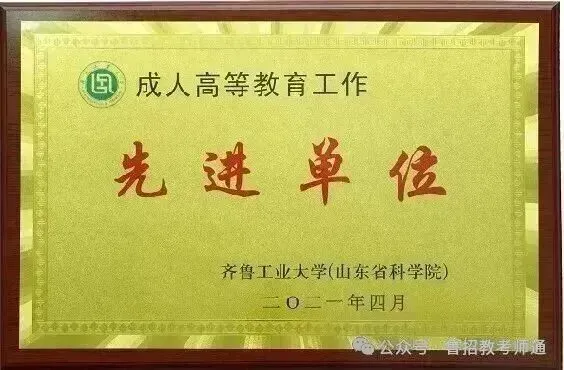 成人高等教育工作
先进单位
齐鲁工业大学(山东省科学院)
二〇二一年四月
公众号·鲁招教考师通